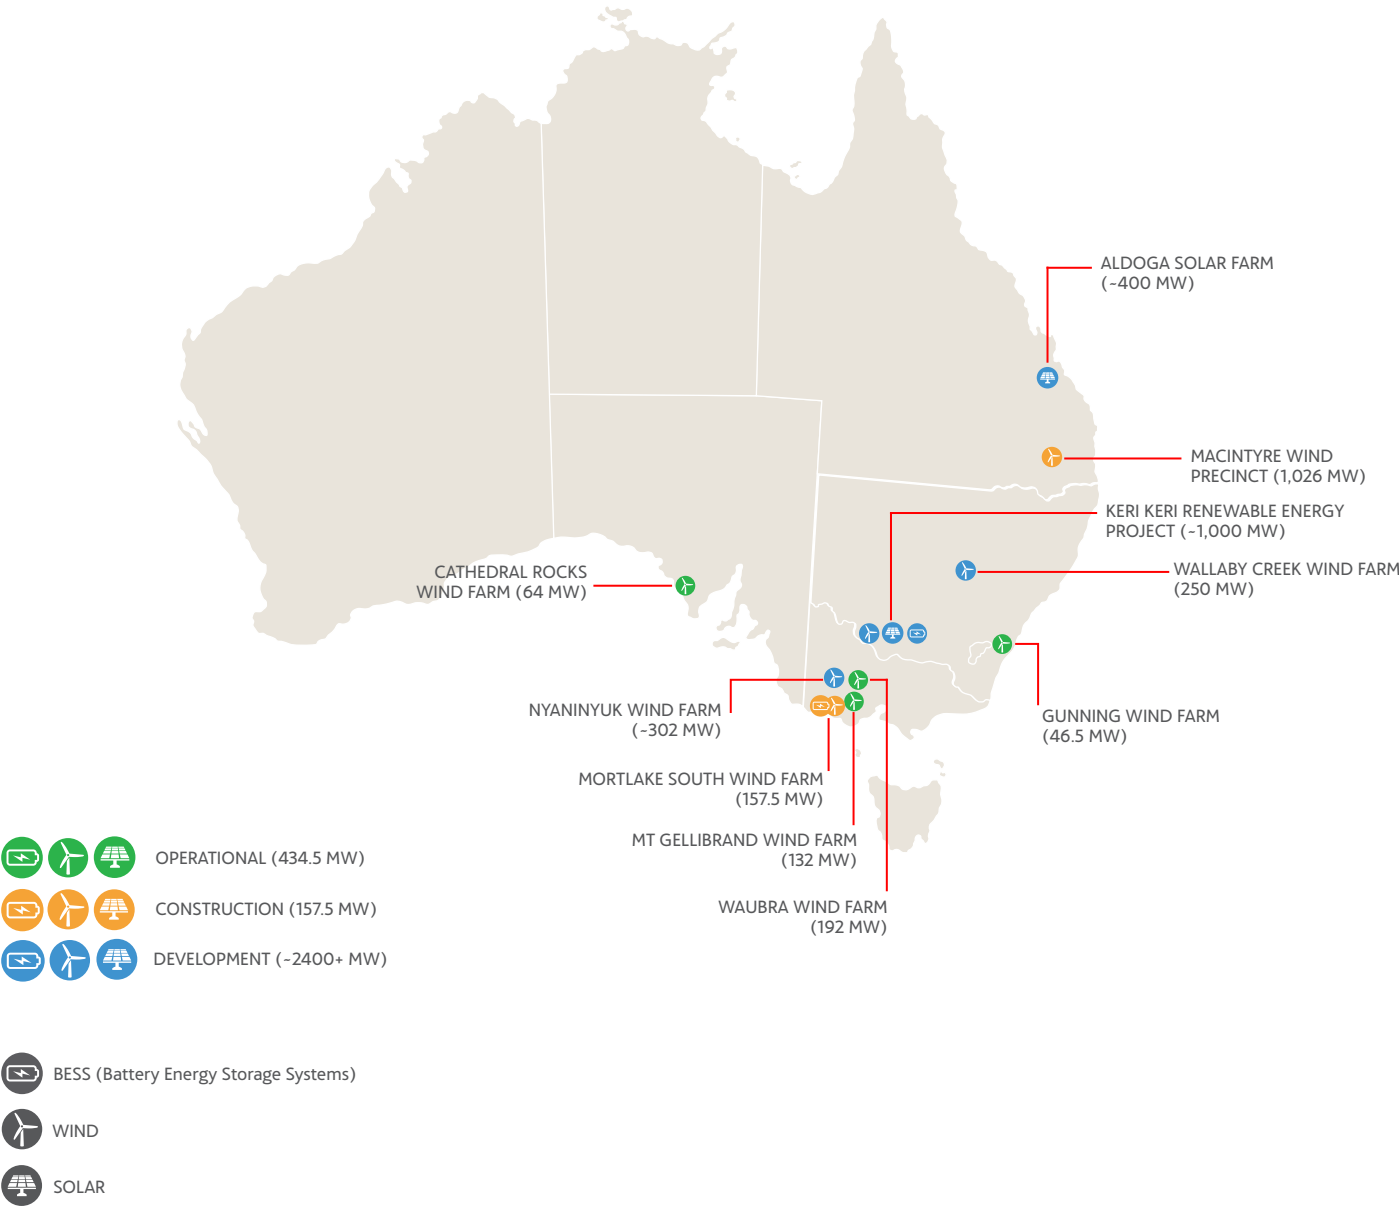 ALDOGA SOLAR FARM
(~400 MW)
MACINTYRE WIND
PRECINCT (1,026 MW)
KERI KERI RENEWABLE ENERGY
PROJECT (~1,000 MW)
CATHEDRAL ROCKS
WIND FARM (64 MW)
WALLABY CREEK WIND FARM
(250 MW)
NYANINYUK WIND FARM
(~302 MW)
GUNNING WIND FARM
(46.5 MW)
MORTLAKE SOUTH WIND FARM
(157.5 MW)
MT GELLIBRAND WIND FARM
(132 MW)
WAUBRA WIND FARM
(192 MW)
OPERATIONAL (434.5 MW)
CONSTRUCTION (157.5 MW)
DEVELOPMENT (~2400+ MW)
BESS (Battery Energy Storage Systems)
WIND
SOLAR